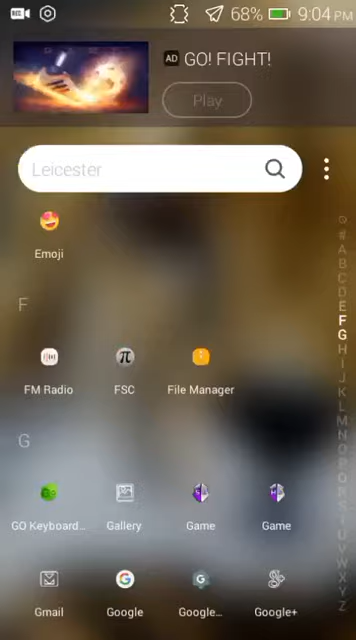 REC
68% 9:04 PM
AD GO! FIGHT!
Play
Leicester
Emoji
F
FM Radio FSC File Manager
G
GO Keyboard... Gallery Game Game
Gmail Google Google... Google+
#
A
B
C
D
E
F
G
H
I
J
K
L
M
N
O
P
Q
R
S
T
U
V
W
X
Y
Z